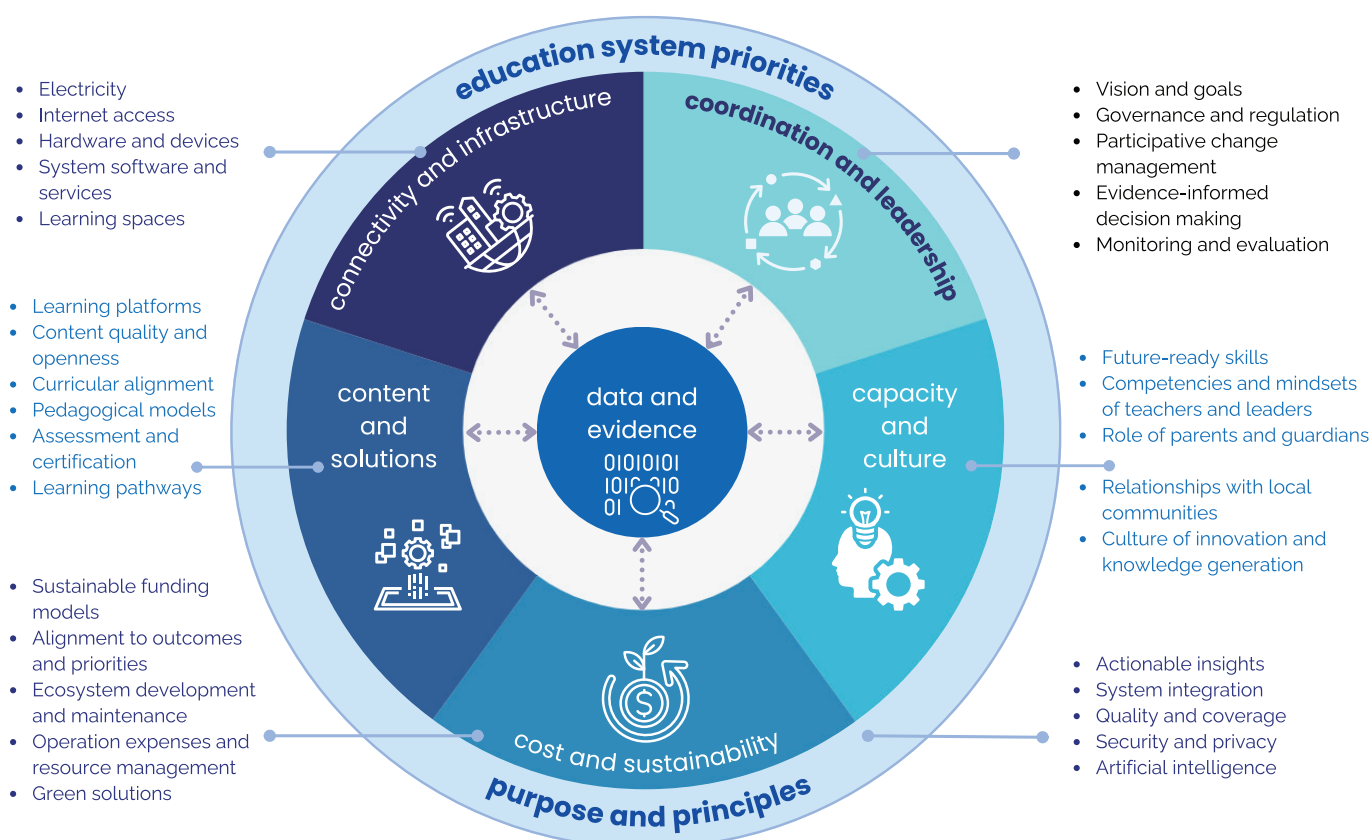 education system priorities
connectivity and infrastructure
coordination and leadership
content
and
solutions
data and
evidence
01010101
capacity
and
culture
cost and sustainability
purpose and principles
• Electricity
• Internet access
• Hardware and devices
• System software and
services
• Learning spaces
• Learning platforms
• Content quality and
openness
• Curricular alignment
• Pedagogical models
• Assessment and
certification
• Learning pathways
• Sustainable funding
models
• Alignment to outcomes
and priorities
• Ecosystem development
and maintenance
• Operation expenses and
resource management
• Green solutions
• Vision and goals
• Governance and regulation
• Participative change
management
• Evidence-informed
decision making
• Monitoring and evaluation
• Future-ready skills
• Competencies and mindsets
of teachers and leaders
• Role of parents and guardians
• Relationships with local
communities
• Culture of innovation and
knowledge generation
• Actionable insights
• System integration
• Quality and coverage
• Security and privacy
• Artificial intelligence